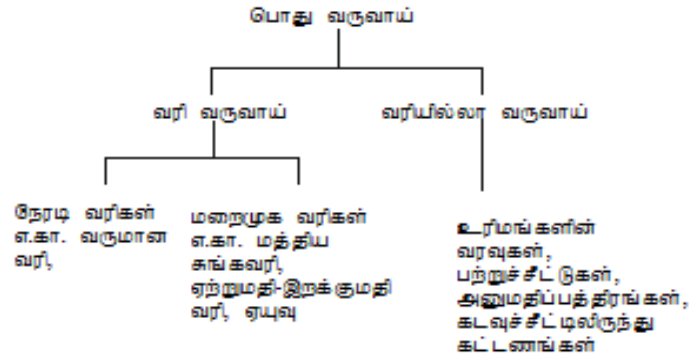 பொது வருவாய்
வரி வருவாய்
வரியில்லா வருவாய்
நேரடி வரிகள்
எ.கா. வருமான
வரி,
மறைமுக வரிகள்
எ.கா. மத்திய
சுங்கவரி,
ஏற்றுமதி-இறக்குமதி
வரி, ஏயுவு
உரிமங்களின்
வரவுகள்,
பற்றுச்சீட்டுகள்,
அனுமதிப்பத்திரங்கள்,
கடவுச்சீட்டிலிருந்து
கட்டணங்கள்